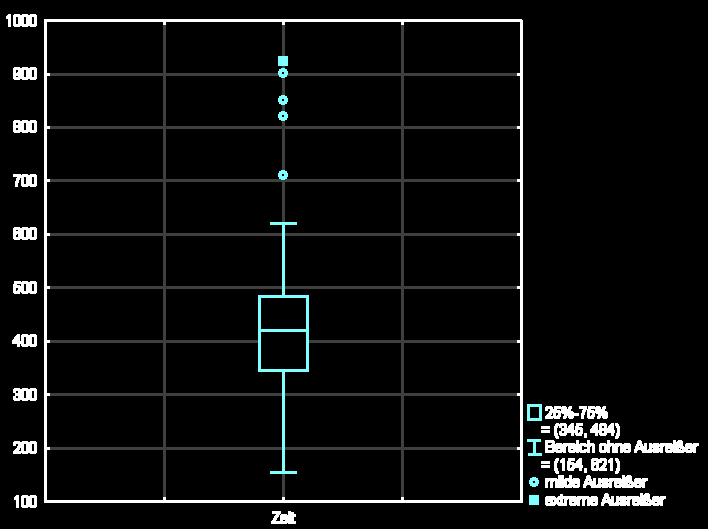 1000
900
800
700
600
500
400
300
200
100
Zeit
25%-75%
= (345, 484)
Bereich ohne Ausreißer
= (154, 621)
milde Ausreißer
extreme Ausreißer